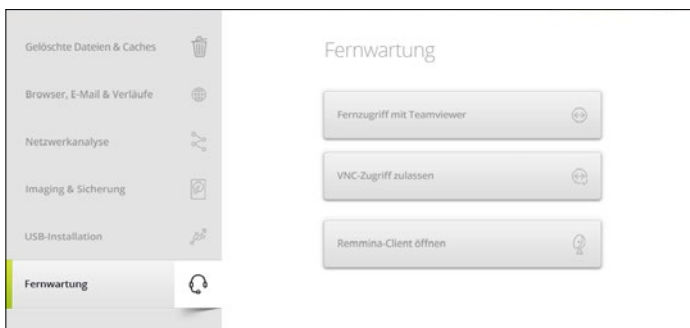 Gelöschte Dateien & Caches
Browser, E-Mail & Verläufe
Netzwerkanalyse
Imaging & Sicherung
USB-Installation
Fernwartung
Fernwartung
Fernzugriff mit Teamviewer
VNC-Zugriff zulassen
Remmina-Client öffnen